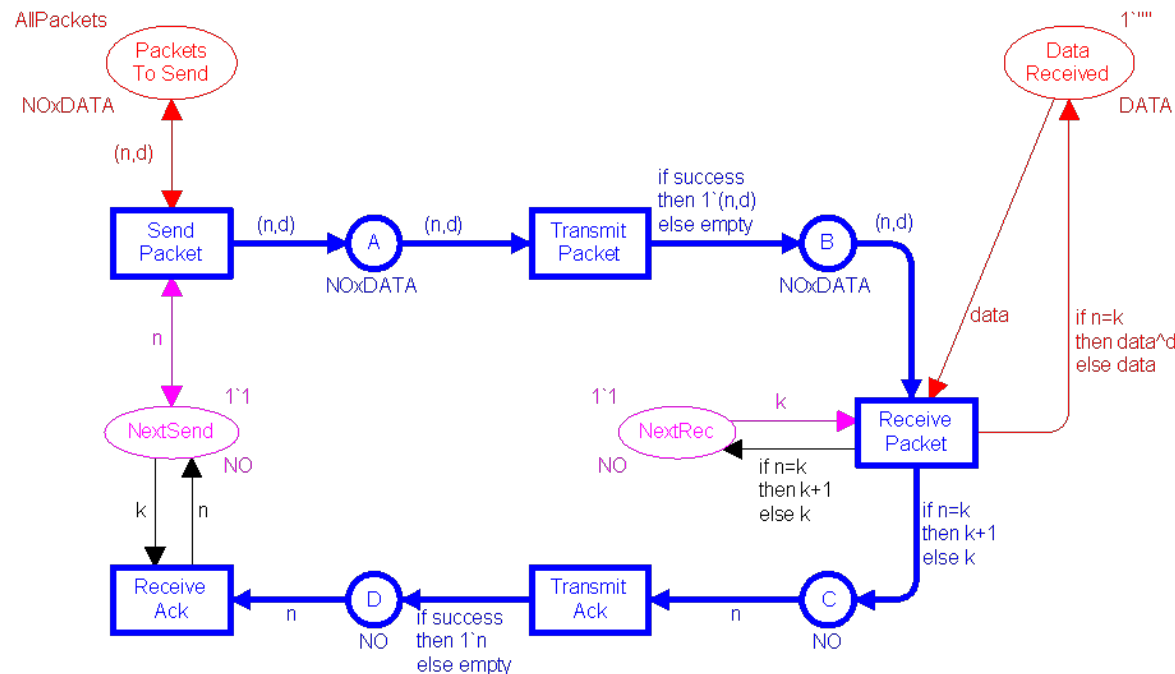 AllPackets
Packets
To Send
NOxDATA
(n,d)
1`""
Data
Received
DATA
Send
Packet
(n,d)
A
NOxDATA
(n,d)
Transmit
Packet
if success
then 1`(n,d)
else empty
B
NOxDATA
(n,d)
data
if n=k
then data^d
else data
n
1`1
NextSend
NO
1`1
NextRec
NO
k
if n=k
then k+1
else k
Receive
Packet
if n=k
then k+1
else k
k
n
Receive
Ack
n
D
NO
if success
then 1`n
else empty
Transmit
Ack
n
C
NO